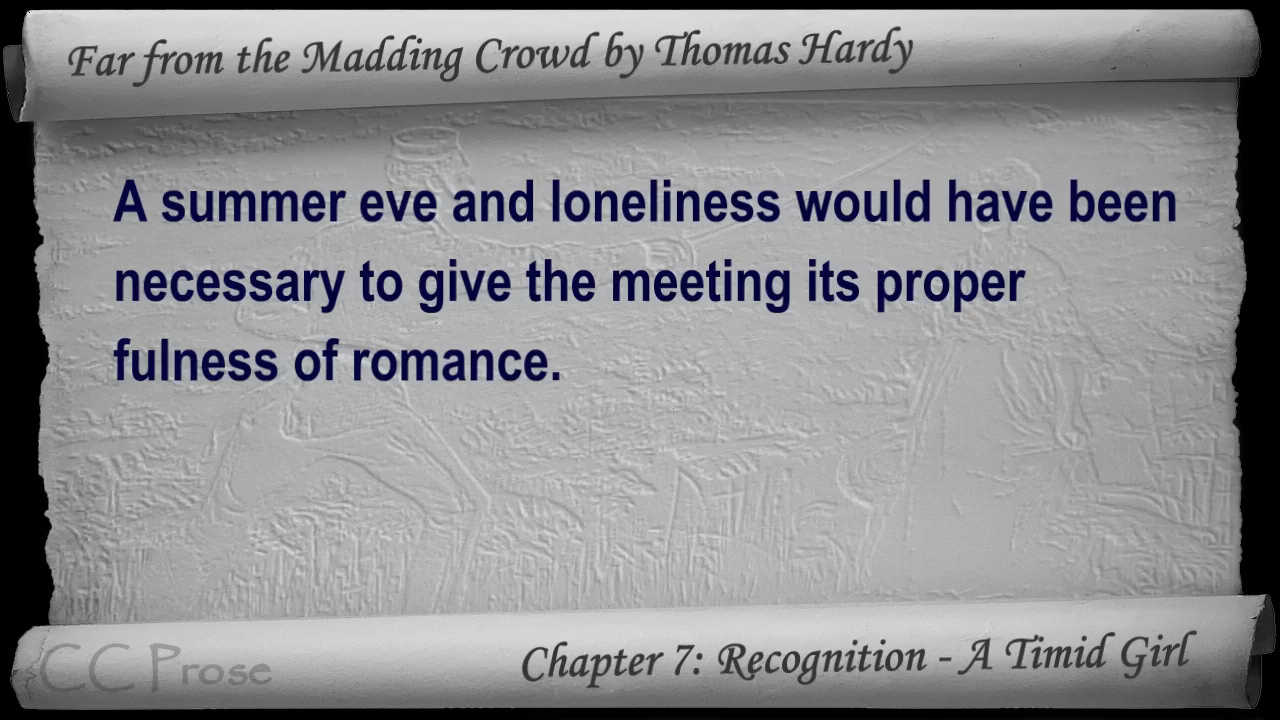 Far from the Madding Crowd by Thomas Hardy
A summer eve and loneliness would have been
necessary to give the meeting its proper
fulness of romance.
CC Prose
Chapter 7: Recognition - A Timid Girl